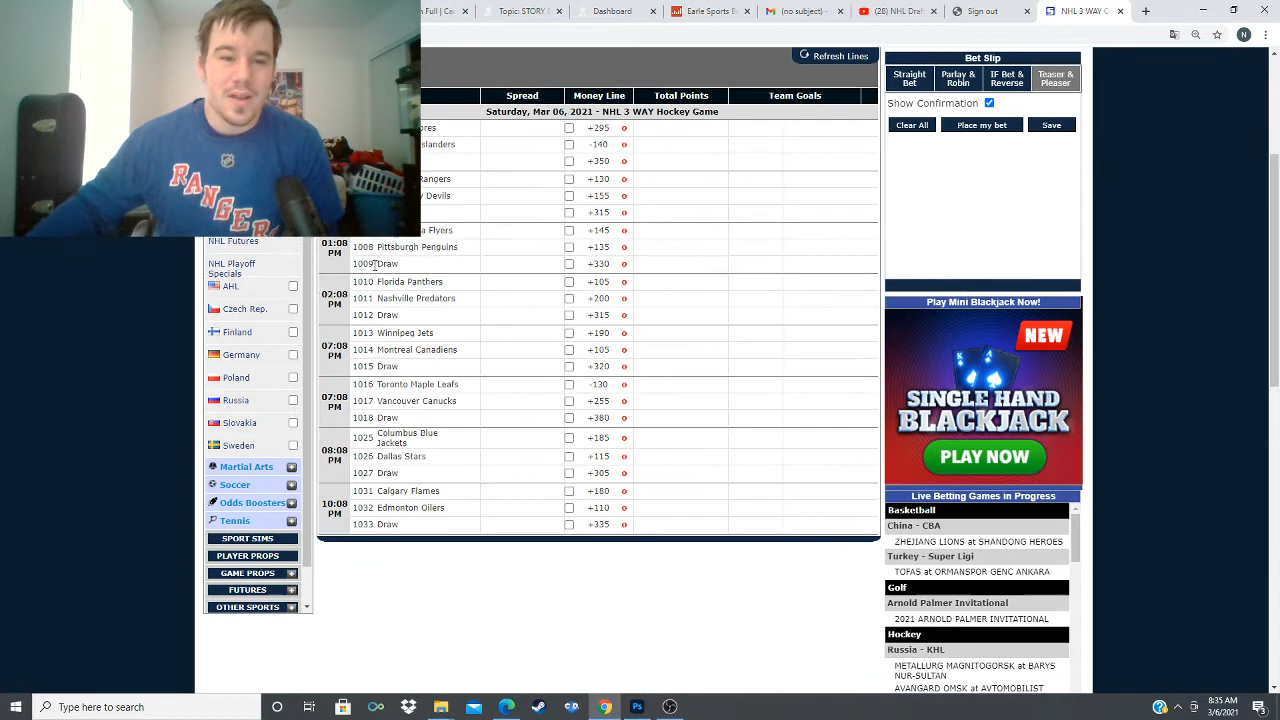 n Full | Cac
Topic: STORY
Dashboard
Earle Sports Be
(no subject) -
(28) NHL Draft
Sign out
NHL 3 WAY O
N
Refresh Lines
Spread Money Line Total Points Team Goals
Saturday, Mar 06, 2021 - NHL 3 WAY Hockey Game
ores +295 o
slanders -140 o
+350 o
Rangers +130 o
y Devils +155 o
+315 o
a Flyers +145 o
01:08 PM
1008 Pittsburgh Penguins +135 o
1009 Draw +330 o
02:08 PM
1010 Florida Panthers +105 o
1011 Nashville Predators +200 o
1012 Draw +315 o
07:08 PM
1013 Winnipeg Jets +190 o
1014 Montreal Canadiens +105 o
1015 Draw +320 o
07:08 PM
1016 Toronto Maple Leafs -130 o
1017 Vancouver Canucks +255 o
1018 Draw +380 o
08:08 PM
1025 Columbus Blue Jackets +185 o
1026 Dallas Stars +115 o
1027 Draw +305 o
10:08 PM
1031 Calgary Flames +180 o
1032 Edmonton Oilers +110 o
1033 Draw +335 o
RANGERS
NHL Futures
NHL Playoff
Specials
AHL
Czech Rep.
Finland
Germany
Poland
Russia
Slovakia
Sweden
Martial Arts
Soccer
Odds Boosters
Tennis
SPORT SIMS
PLAYER PROPS
GAME PROPS
FUTURES
OTHER SPORTS
Bet Slip
Straight Bet
Parlay & Robin
IF Bet & Reverse
Teaser & Pleaser
Show Confirmation
Clear All
Place my bet
Save
Play Mini Blackjack Now!
NEW
SINGLE HAND
BLACKJACK
PLAY NOW
Live Betting Games in Progress
Basketball
China - CBA
ZHEJIANG LIONS at SHANDONG HEROES
Turkey - Super Ligi
TOFAS at ORMANSPOR GENC ANKARA
Golf
Arnold Palmer Invitational
2021 ARNOLD PALMER INVITATIONAL
Hockey
Russia - KHL
METALLURG MAGNITOGORSK at BARYS
NUR-SULTAN
AVANGARD OMSK at AVTOMOBILIST
Type here to search
8:35 AM
3/6/2021